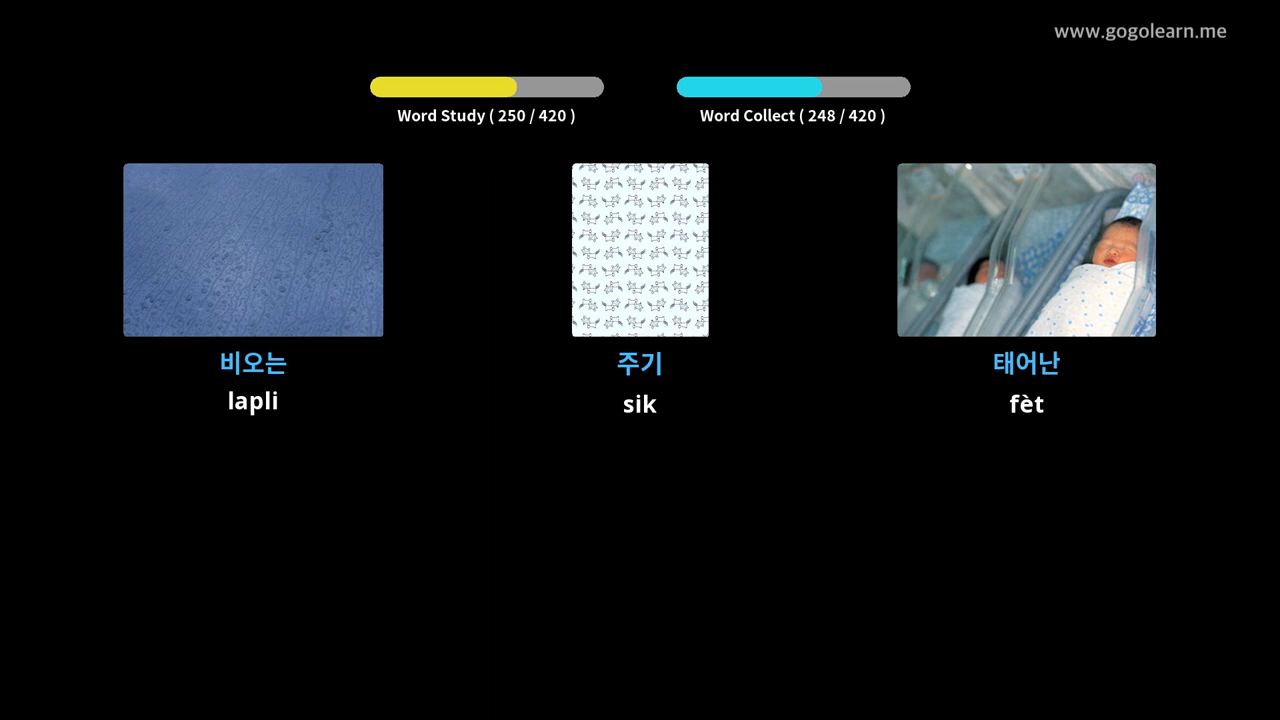 www.gogolearn.me
Word Study ( 250 / 420 )
Word Collect ( 248 / 420 )
비오는
주기
태어난
lapli
sik
fèt